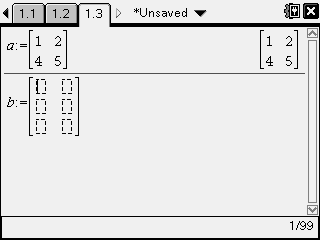 1.1 1.2 1.3 *Unsaved
a:=[1 2 [1 2
4 5] 4 5]
b:=
1/99